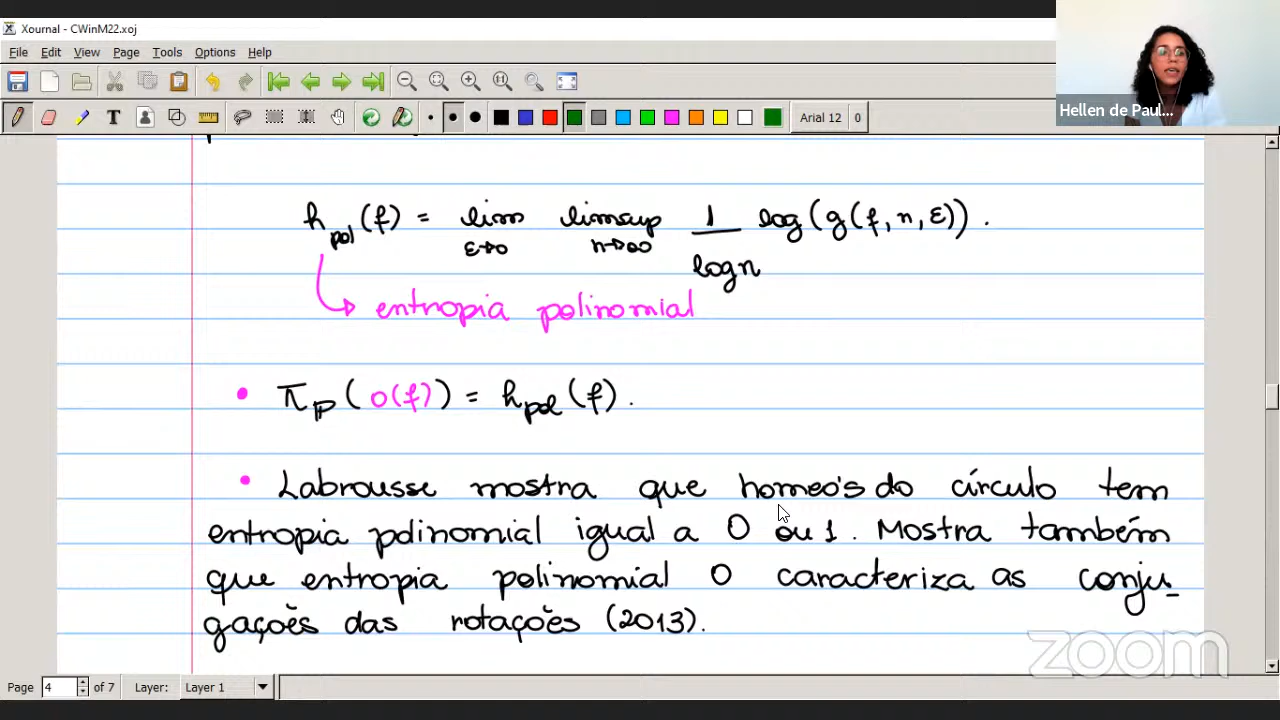 Xournal - CWinM22.xoj
File Edit View Page Tools Options Help
Arial 12 0
Hellen de Paul...
h_pol (f) = lim_{ε→0} limsup_{n→∞} 1/log n log(g(f, n, ε)).
entropia polinomial
• π_ℙ(o(f)) = h_pol(f).
• Labrousse mostra que homeo's do círculo tem
entropia polinomial igual a 0 ou 1. Mostra também
que entropia polinomial 0 caracteriza as conju-
gações das rotações (2013).
zoom
Page 4 of 7 Layer: Layer 1